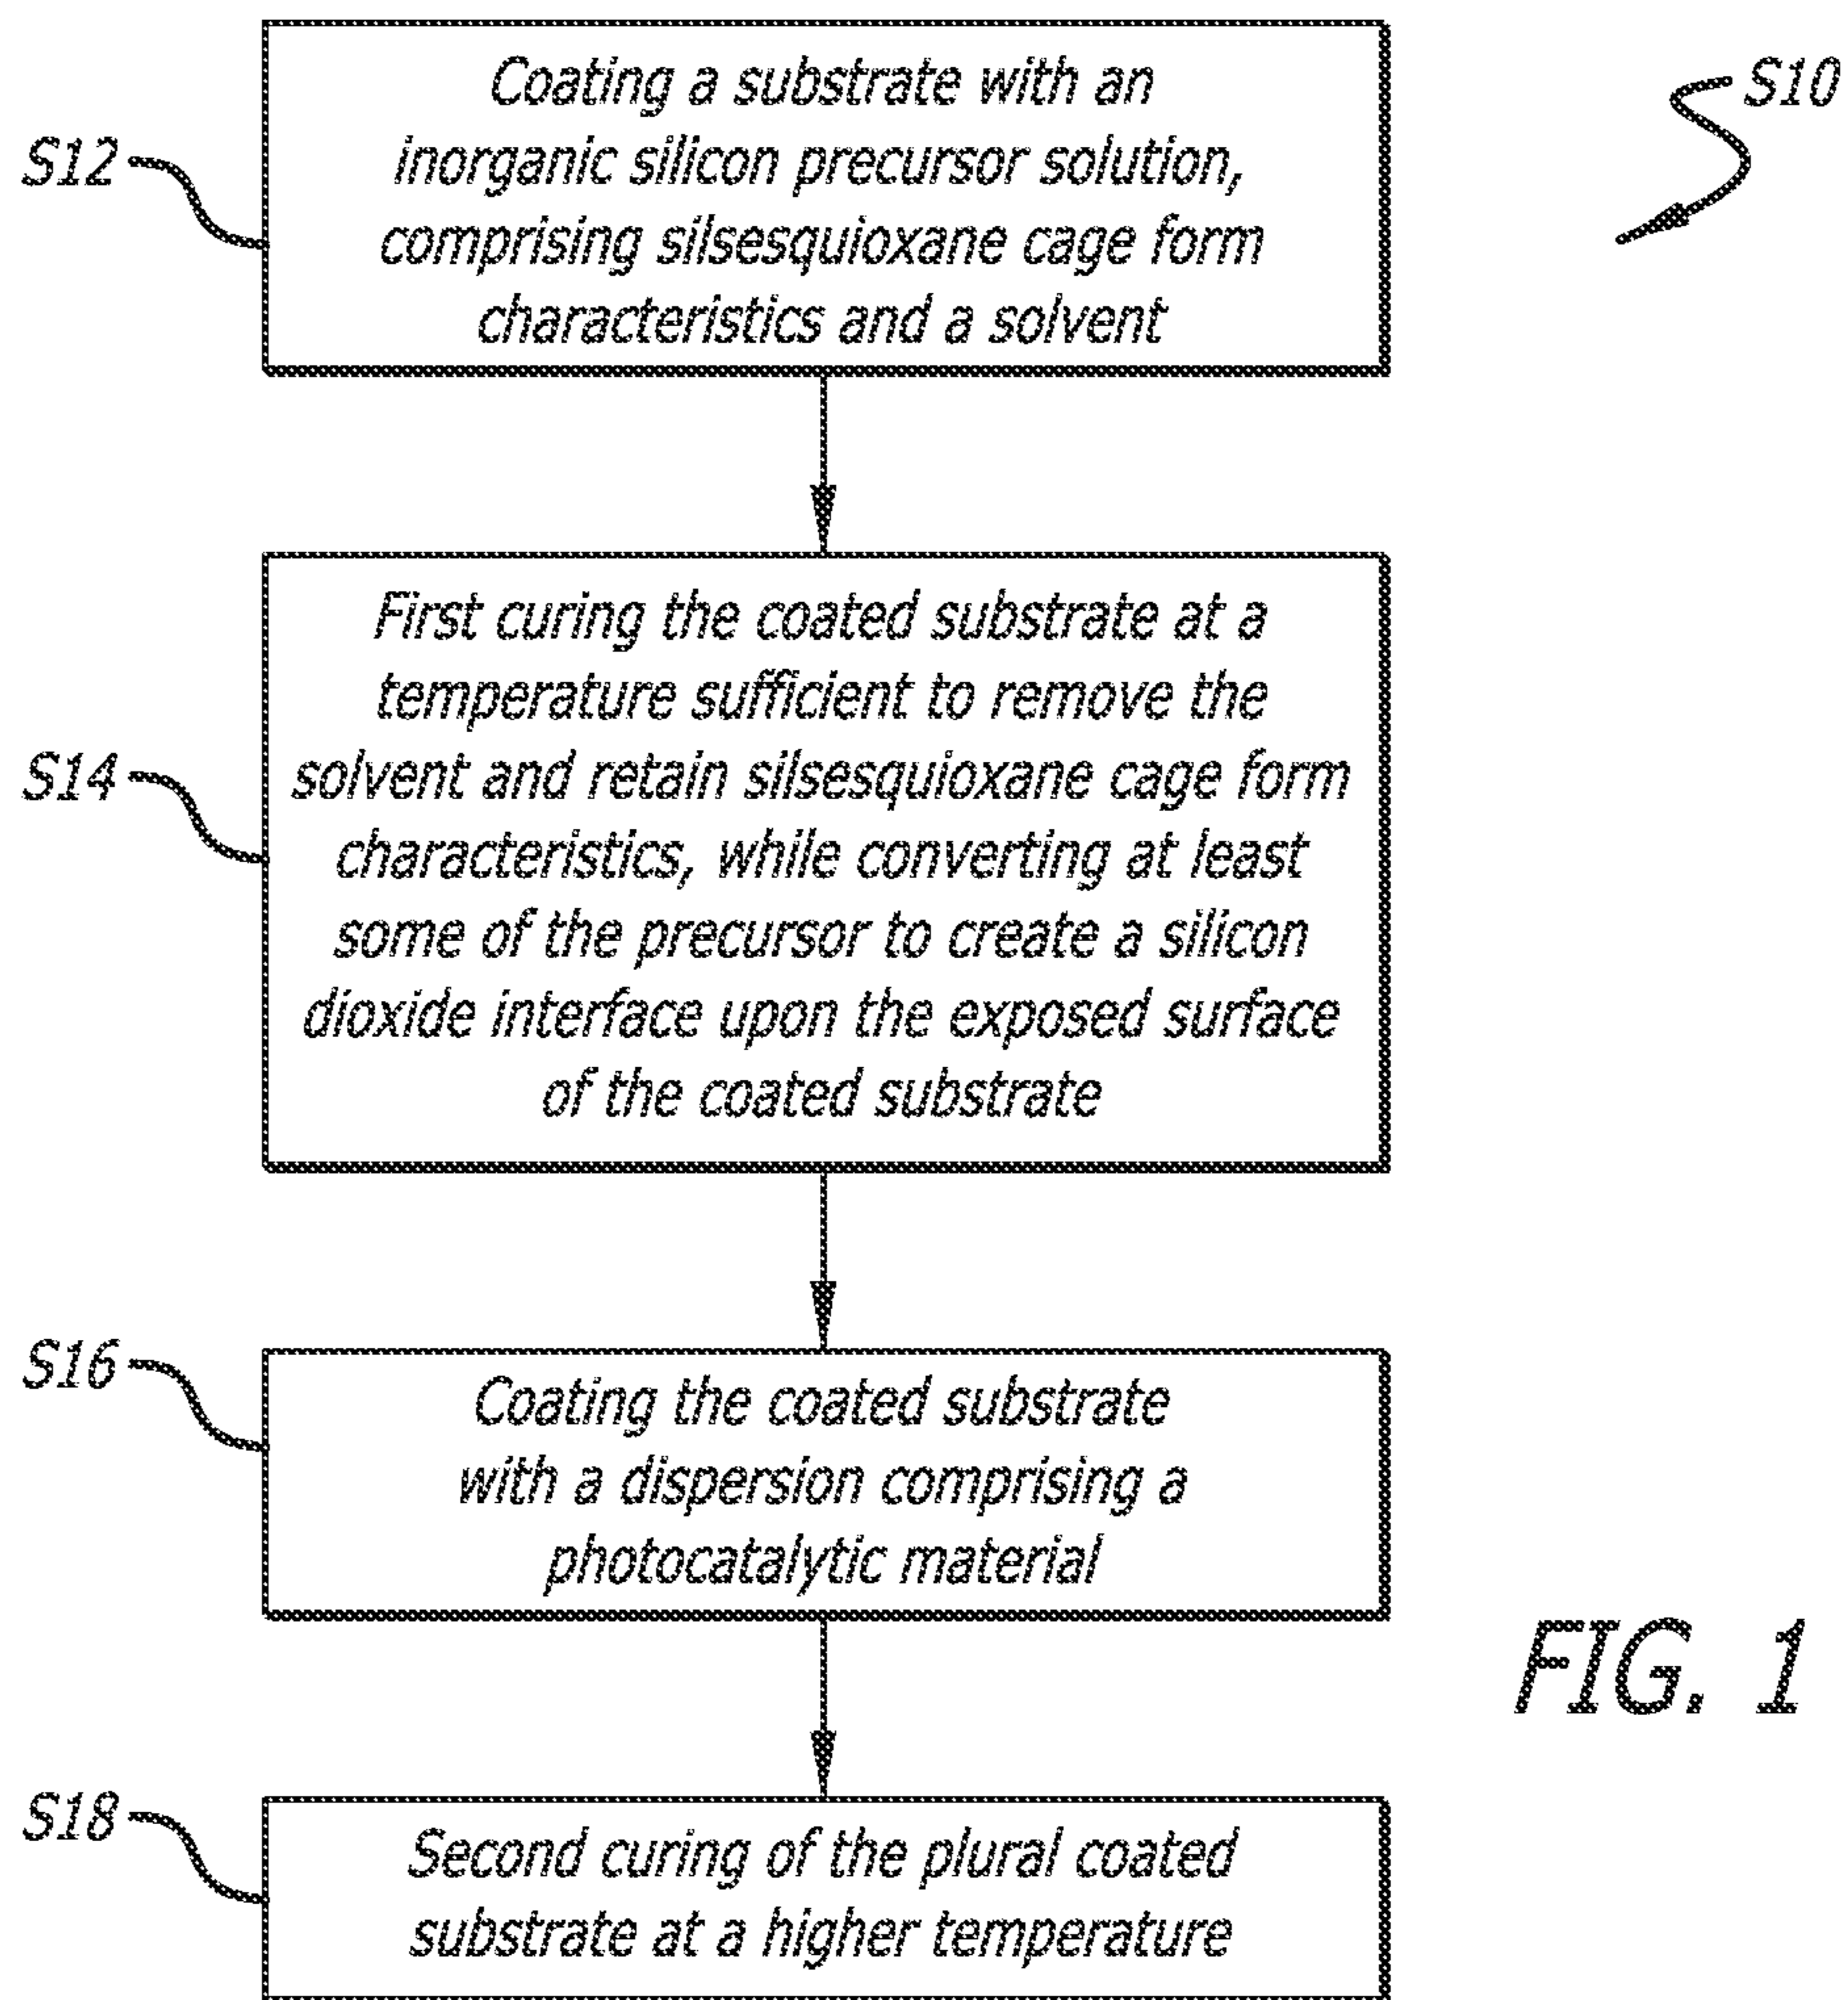 S10
S12
Coating a substrate with an
inorganic silicon precursor solution,
comprising silsesquioxane cage form
characteristics and a solvent
S14
First curing the coated substrate at a
temperature sufficient to remove the
solvent and retain silsesquioxane cage form
characteristics, while converting at least
some of the precursor to create a silicon
dioxide interface upon the exposed surface
of the coated substrate
S16
Coating the coated substrate
with a dispersion comprising a
photocatalytic material
FIG. 1
S18
Second curing of the plural coated
substrate at a higher temperature